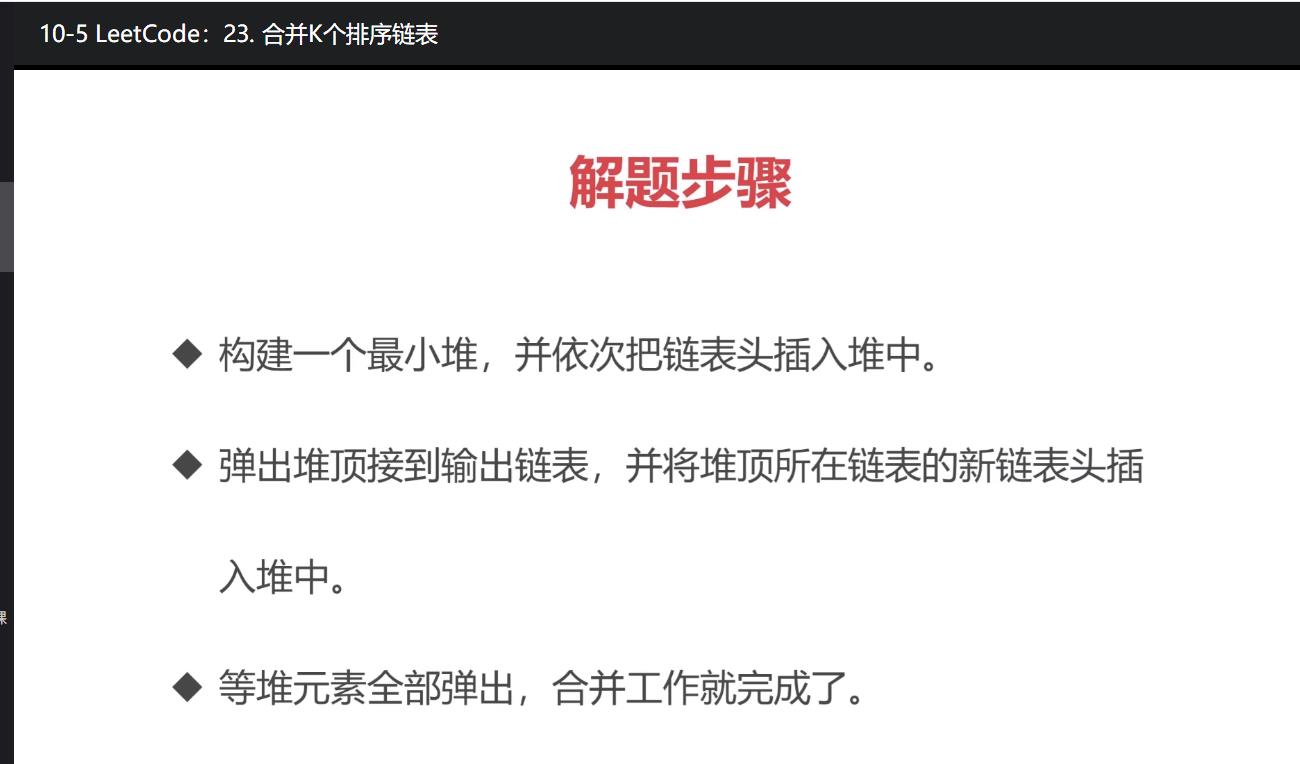 10-5 LeetCode：23. 合并K个排序链表
解题步骤
◆ 构建一个最小堆，并依次把链表头插入堆中。
◆ 弹出堆顶接到输出链表，并将堆顶所在链表的新链表头插
入堆中。
课
◆ 等堆元素全部弹出，合并工作就完成了。